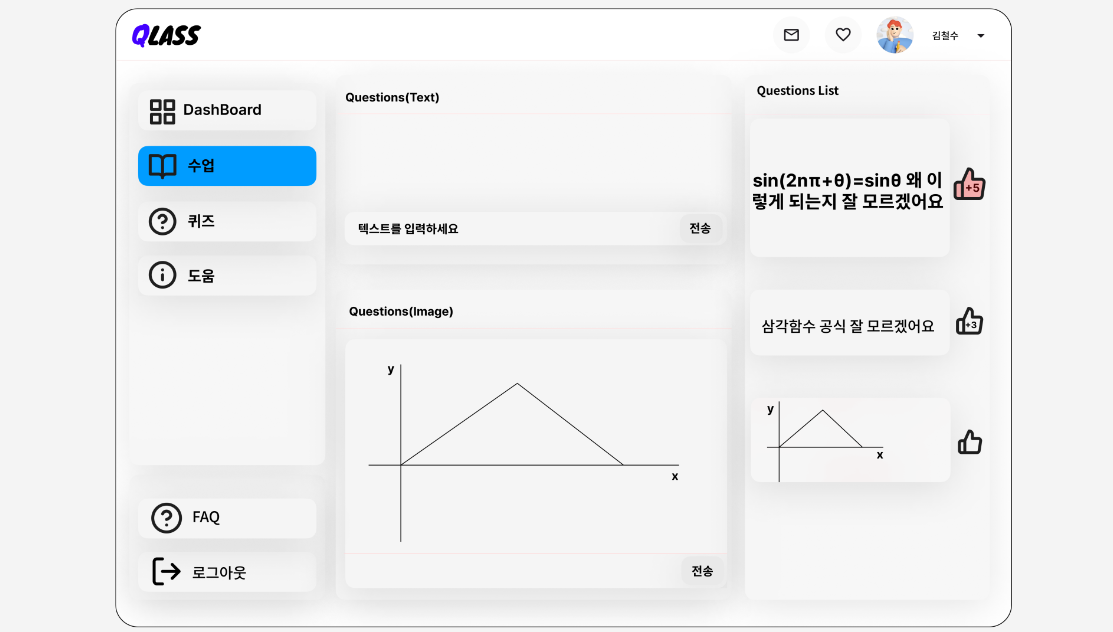 QLASS
김철수
DashBoard
수업
퀴즈
도움
FAQ
로그아웃
Questions(Text)
텍스트를 입력하세요
전송
Questions(Image)
y
x
전송
Questions List
sin(2nπ+θ)=sinθ 왜 이
렇게 되는지 잘 모르겠어요
+5
삼각함수 공식 잘 모르겠어요
+3
y
x